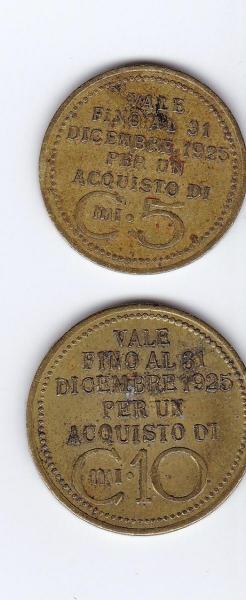 VALE
FINO AL 31
DICEMBRE 1925
PER UN
ACQUISTO DI
Cmi. 5
VALE
FINO AL 31
DICEMBRE 1925
PER UN
ACQUISTO DI
Cmi. 10